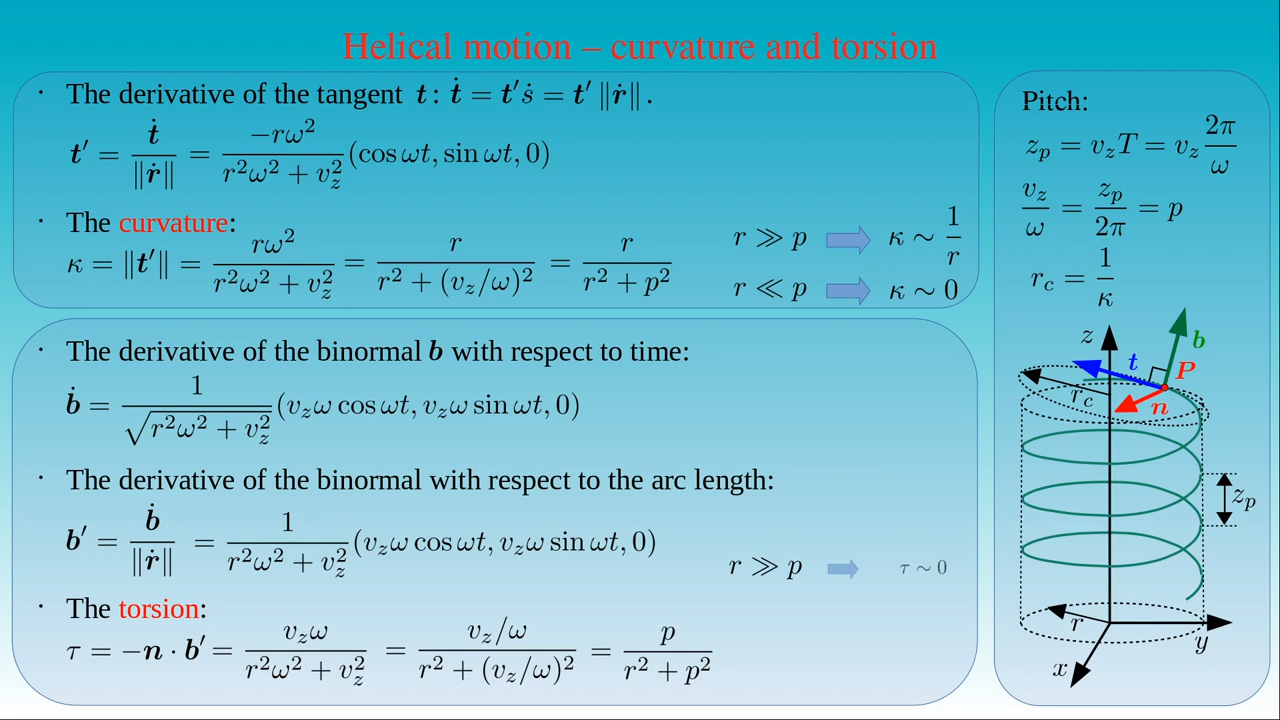 Helical motion – curvature and torsion
· The derivative of the tangent t: ṫ = t′ṡ = t′ ‖ṙ‖.
t′ = ṫ/‖ṙ‖ = −rω²/(r²ω² + v_z²) (cos ωt, sin ωt, 0)
· The curvature:
κ = ‖t′‖ = rω²/(r²ω² + v_z²) = r/(r² + (v_z/ω)²) = r/(r² + p²)
r ≫ p ⇒ κ ∼ 1/r
r ≪ p ⇒ κ ∼ 0
· The derivative of the binormal b with respect to time:
ḃ = 1/√(r²ω² + v_z²) (v_zω cos ωt, v_zω sin ωt, 0)
· The derivative of the binormal with respect to the arc length:
b′ = ḃ/‖ṙ‖ = 1/(r²ω² + v_z²) (v_zω cos ωt, v_zω sin ωt, 0)
r ≫ p ⇒ τ ∼ 0
· The torsion:
τ = −n · b′ = v_zω/(r²ω² + v_z²) = (v_z/ω)/(r² + (v_z/ω)²) = p/(r² + p²)
Pitch:
z_p = v_zT = v_z 2π/ω
v_z/ω = z_p/2π = p
r_c = 1/κ
z
b
t
P
r_c
n
z_p
r
y
x